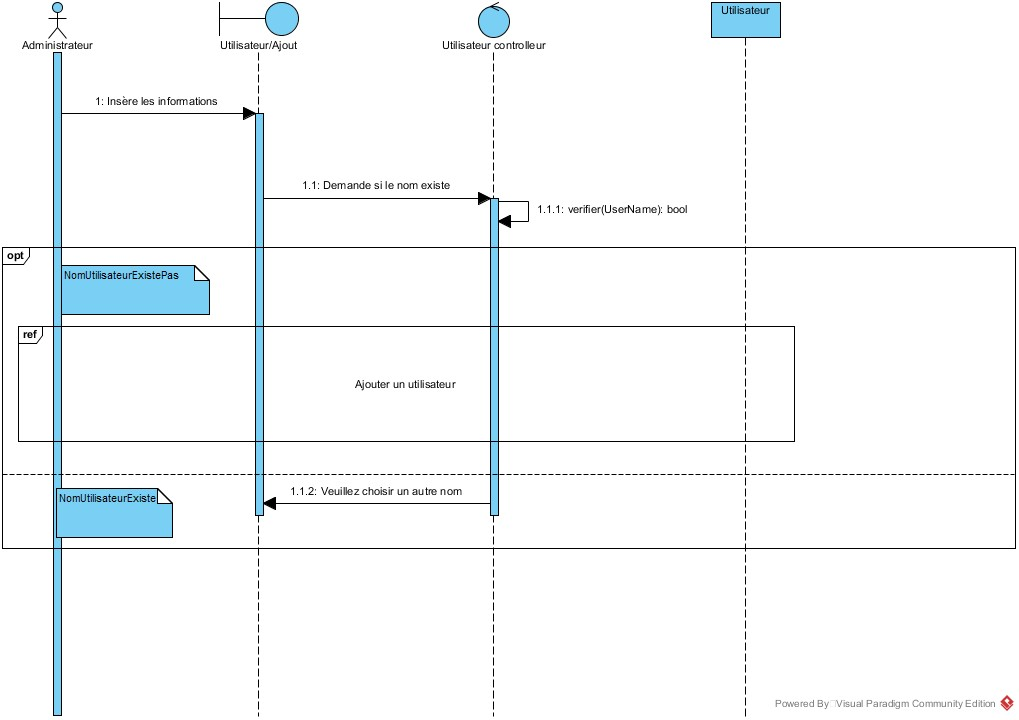 Administrateur
Utilisateur/Ajout
Utilisateur controlleur
Utilisateur
1: Insère les informations
1.1: Demande si le nom existe
1.1.1: verifier(UserName): bool
opt
NomUtilisateurExistePas
ref
Ajouter un utilisateur
1.1.2: Veuillez choisir un autre nom
NomUtilisateurExiste
Powered By Visual Paradigm Community Edition